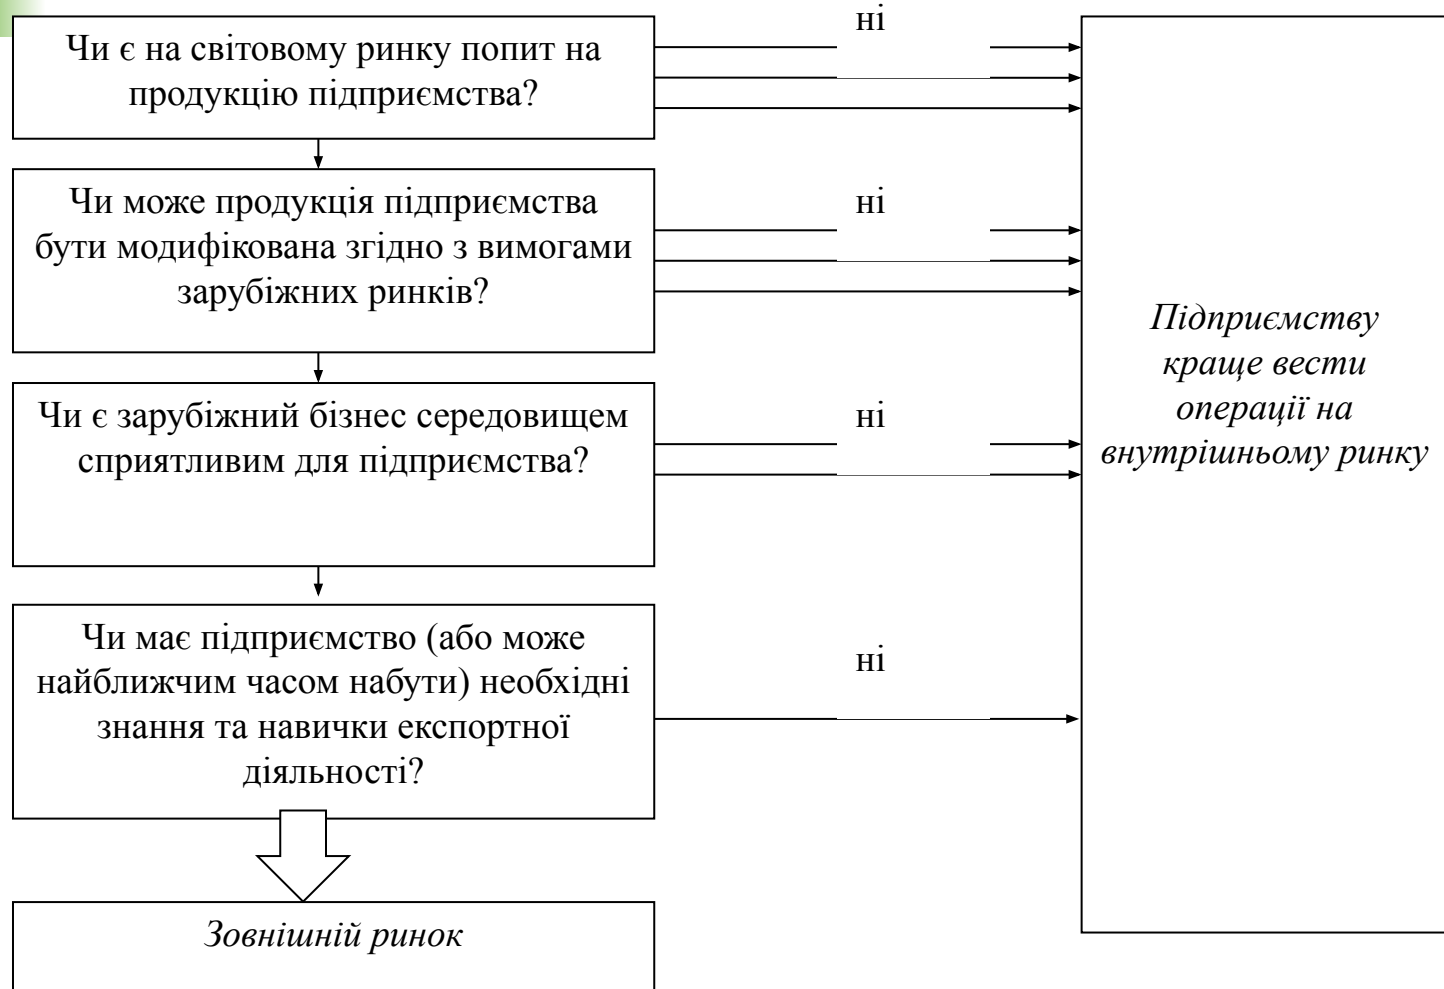 Чи є на світовому ринку попит на
продукцію підприємства?
ні
Чи може продукція підприємства
бути модифікована згідно з вимогами
зарубіжних ринків?
ні
Чи є зарубіжний бізнес середовищем
сприятливим для підприємства?
ні
Чи має підприємство (або може
найближчим часом набути) необхідні
знання та навички експортної
діяльності?
ні
Зовнішній ринок
Підприємству
краще вести
операції на
внутрішньому ринку